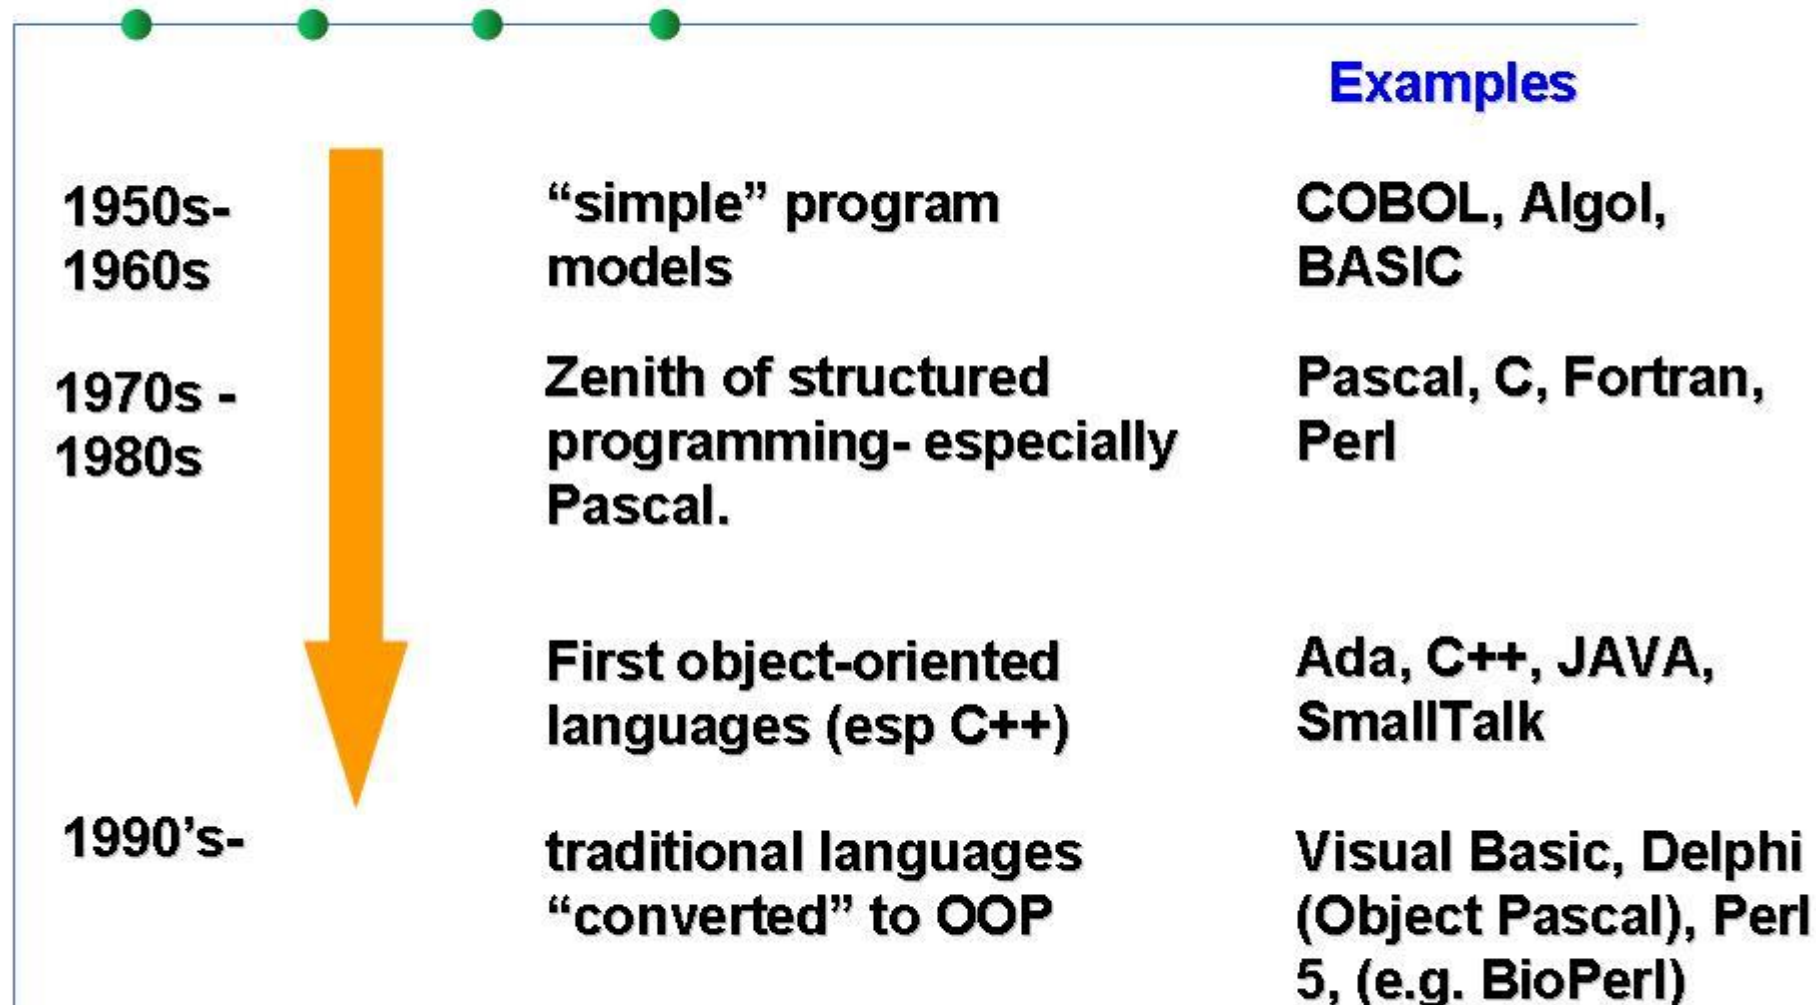 Examples
1950s-
1960s
“simple” program
models
COBOL, Algol,
BASIC
1970s -
1980s
Zenith of structured
programming- especially
Pascal.
Pascal, C, Fortran,
Perl
First object-oriented
languages (esp C++)
Ada, C++, JAVA,
SmallTalk
1990’s-
traditional languages
“converted” to OOP
Visual Basic, Delphi
(Object Pascal), Perl
5, (e.g. BioPerl)